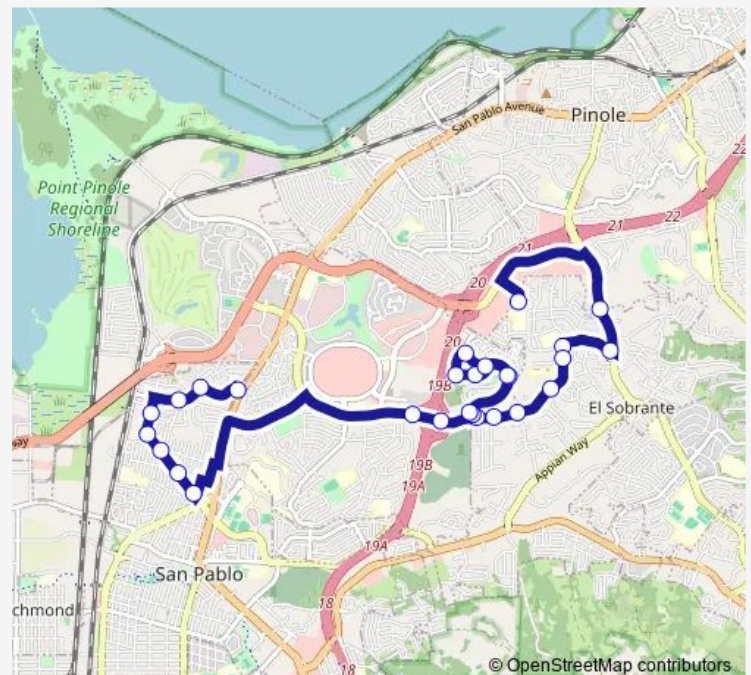 San Pablo Avenue
Pinole
22
Point Pinole
Regional
Shoreline
21
22
21
20
20
19B
El Sobrante
way
19B
Appian Way
19A
19A
San Pablo
18
chmond
18
© OpenStreetMap contributors